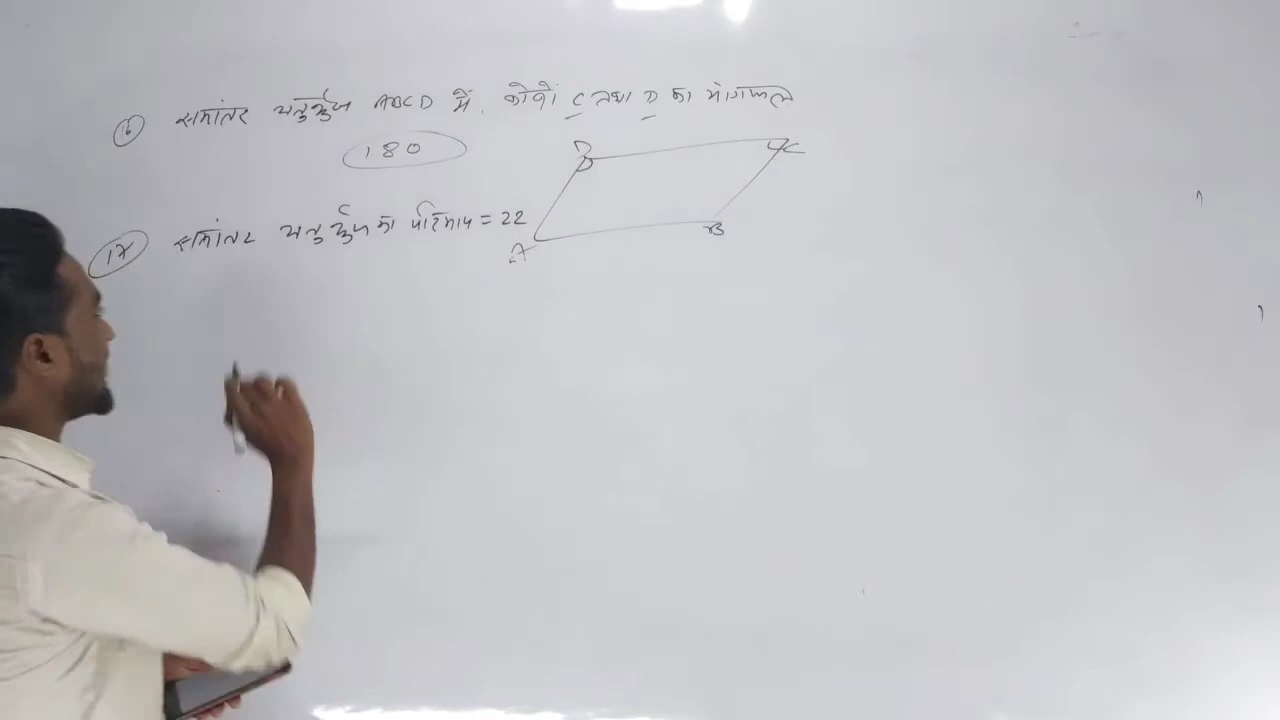 (16) समांतर चतुर्भुज ABCD में, कोणों C तथा D का योगफल
180
D C
(17) समांतर चतुर्भुज का परिमाप = 22
A B